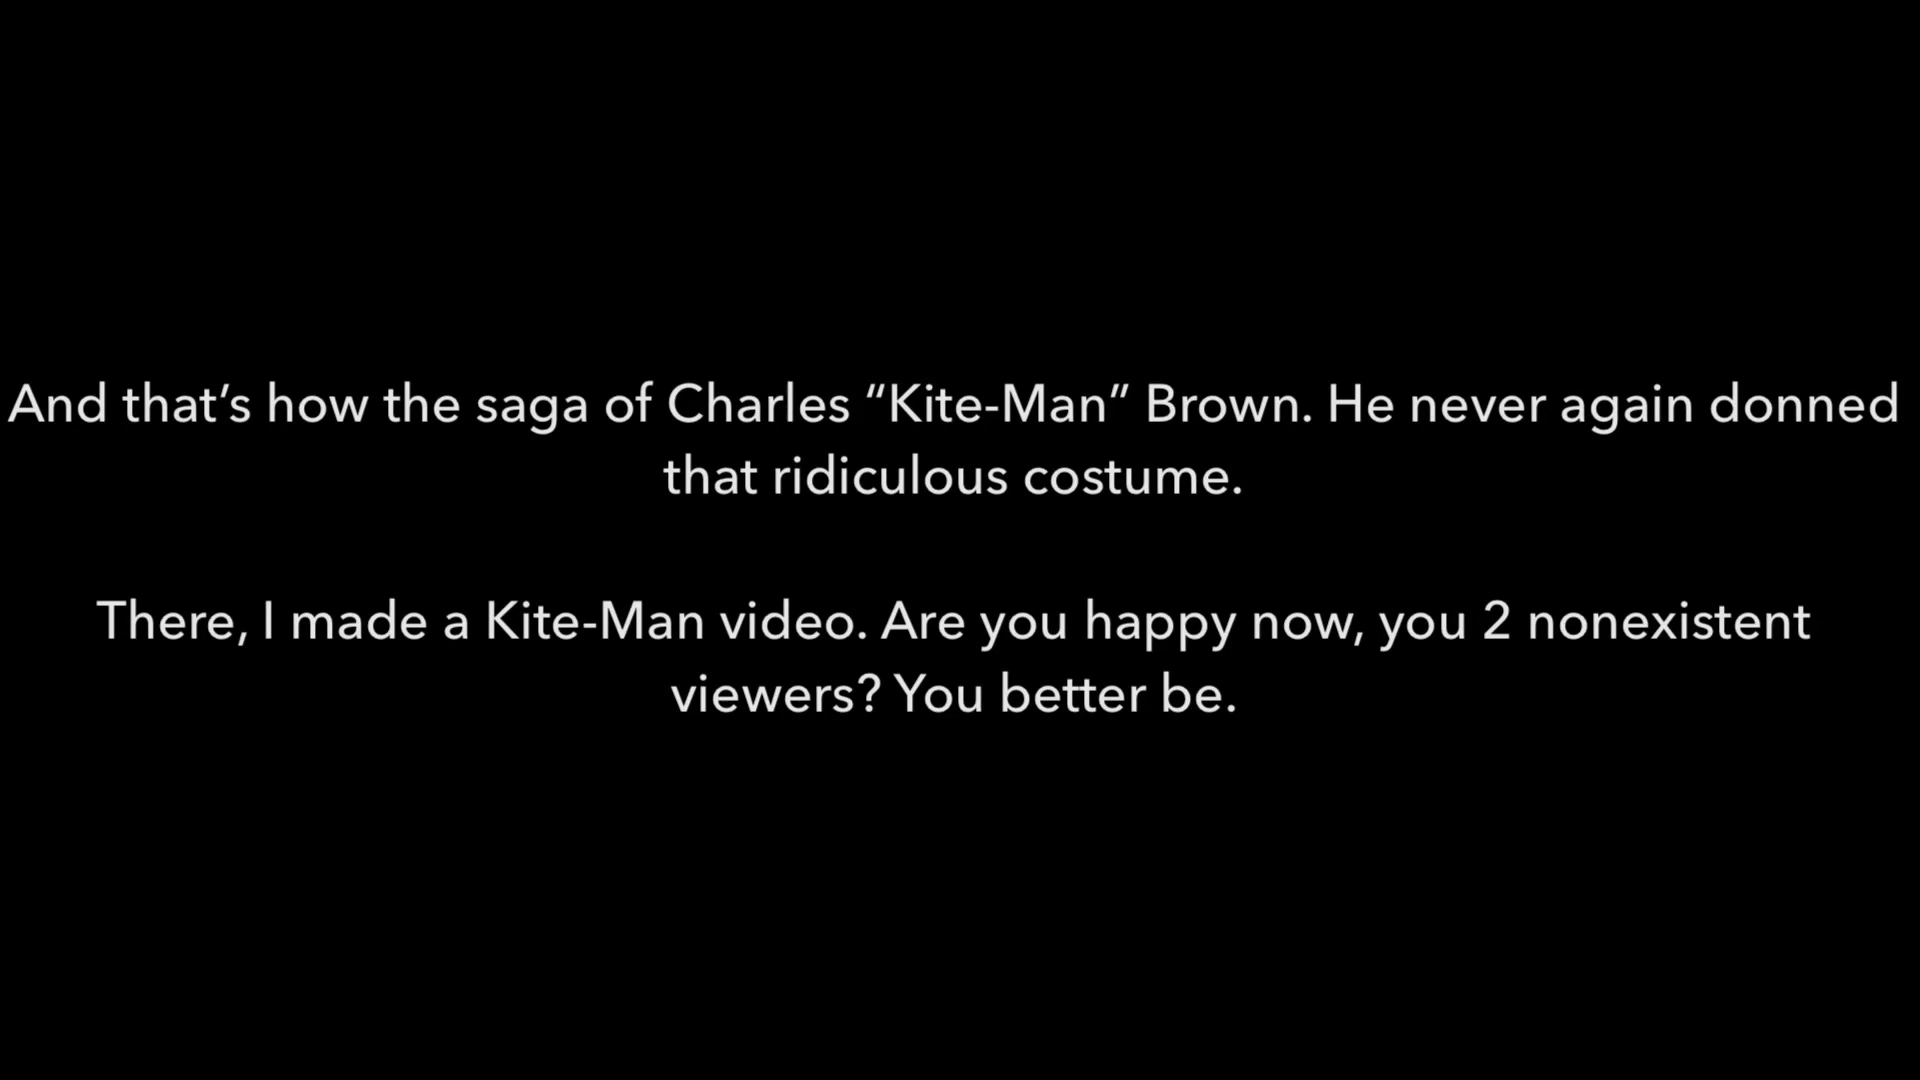 And that’s how the saga of Charles “Kite-Man” Brown. He never again donned
that ridiculous costume.
There, I made a Kite-Man video. Are you happy now, you 2 nonexistent
viewers? You better be.